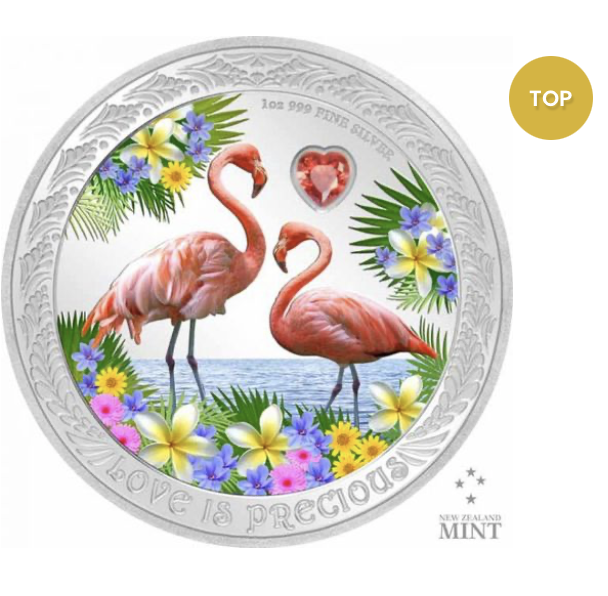 TOP
1oz 999 FINE SILVER
LOVE IS PRECIOUS
NEW ZEALAND
MINT